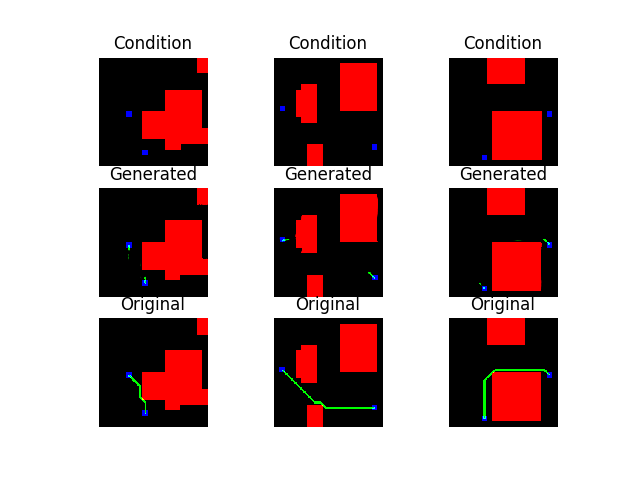 Condition Condition Condition
Generated Generated Generated
Original Original Original